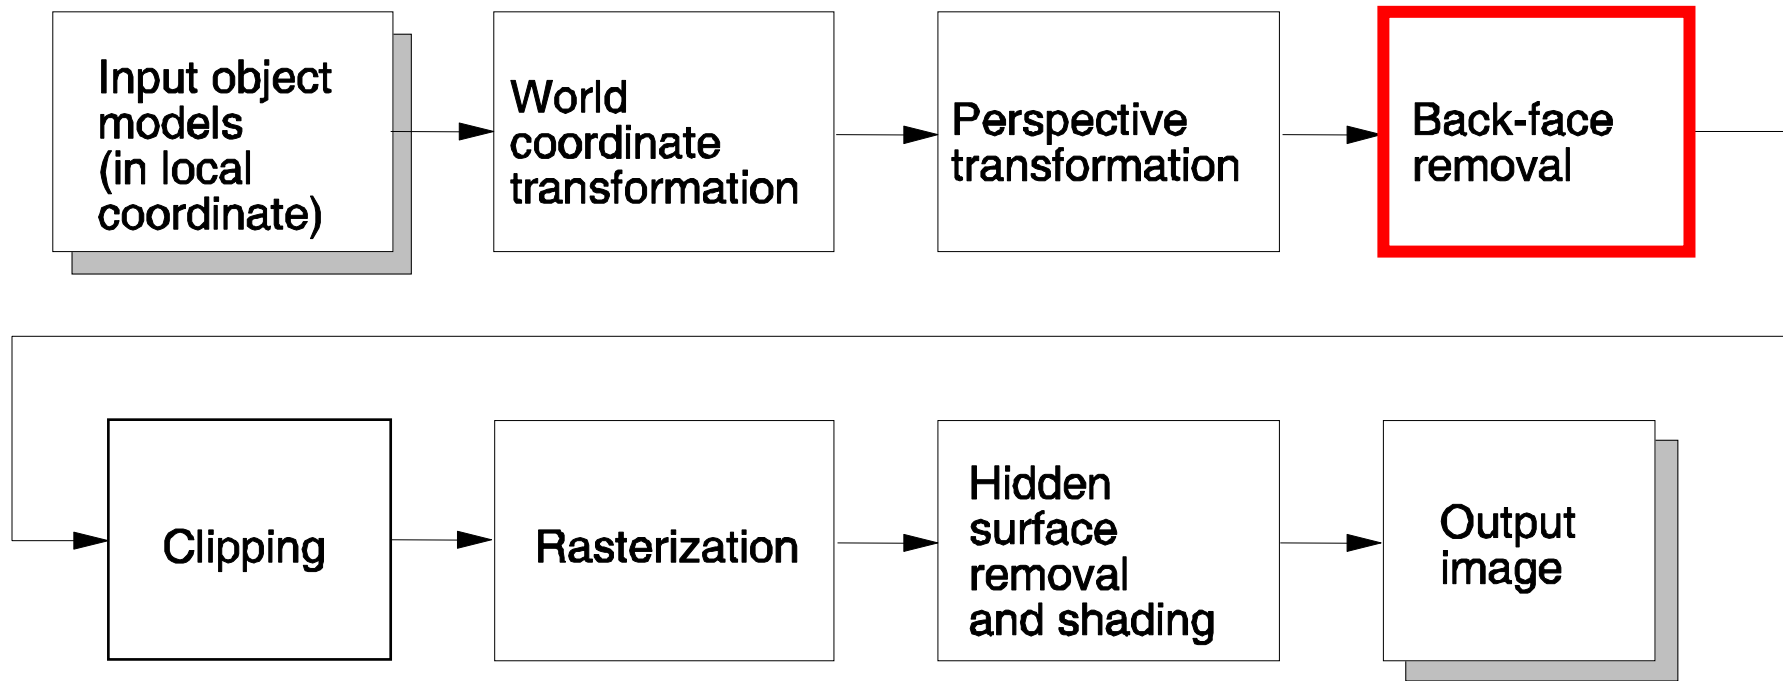 Input object
models
(in local
coordinate)
World
coordinate
transformation
Perspective
transformation
Back-face
removal
Clipping
Rasterization
Hidden
surface
removal
and shading
Output
image